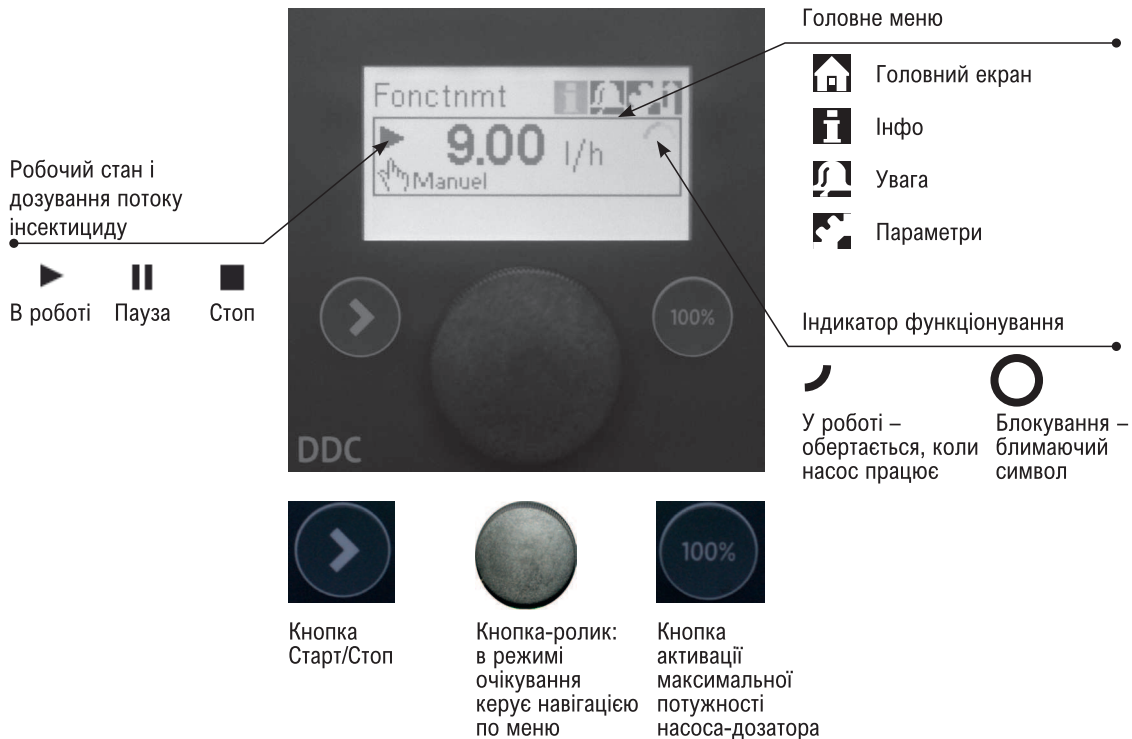 Головне меню
Головний екран
Інфо
Увага
Параметри
Fonctnmt
9.00 l/h
Manuel
Робочий стан і
дозування потоку
інсектициду
В роботі
Пауза
Стоп
100%
DDC
Індикатор функціонування
У роботі –
обертається, коли
насос працює
Блокування –
блимаючий
символ
100%
Кнопка
Старт/Стоп
Кнопка-ролик:
в режимі
очікування
керує навігацією
по меню
Кнопка
активації
максимальної
потужності
насоса-дозатора